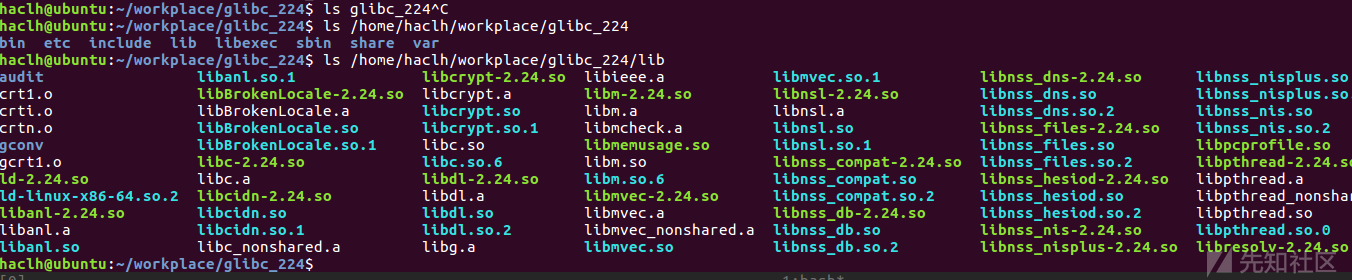 haclh@ubuntu:~/workplace/glibc_224$ ls glibc_224^C
haclh@ubuntu:~/workplace/glibc_224$ ls /home/haclh/workplace/glibc_224
bin etc include lib libexec sbin share var
haclh@ubuntu:~/workplace/glibc_224$ ls /home/haclh/workplace/glibc_224/lib
audit libanl.so.1 libcrypt-2.24.so libieee.a libmvec.so.1 libnss_dns-2.24.so libnss_nisplus.so
crt1.o libBrokenLocale-2.24.so libcrypt.a libm-2.24.so libnsl-2.24.so libnss_dns.so libnss_nisplus.so.
crti.o libBrokenLocale.a libcrypt.so libm.a libnsl.a libnss_dns.so.2 libnss_nis.so
crtn.o libBrokenLocale.so libcrypt.so.1 libmcheck.a libnsl.so libnss_files-2.24.so libnss_nis.so.2
gconv libBrokenLocale.so.1 libc.so libmemusage.so libnsl.so.1 libnss_files.so libpcprofile.so
gcrt1.o libc-2.24.so libc.so.6 libm.so libnss_compat-2.24.so libnss_files.so.2 libpthread-2.24.s
ld-2.24.so libc.a libdl-2.24.so libm.so.6 libnss_compat.so libnss_hesiod-2.24.so libpthread.a
ld-linux-x86-64.so.2 libcidn-2.24.so libdl.a libmvec-2.24.so libnss_compat.so.2 libnss_hesiod.so libpthread_nonshar
libanl-2.24.so libcidn.so libdl.so libmvec.a libnss_db-2.24.so libnss_hesiod.so.2 libpthread.so
libanl.a libcidn.so.1 libdl.so.2 libmvec_nonshared.a libnss_db.so libnss_nis-2.24.so libpthread.so.0
libanl.so libc_nonshared.a libg.a libmvec.so libnss_db.so.2 libnss_nisplus-2.24.so libresolv-2.24.so
haclh@ubuntu:~/workplace/glibc_224$
先知社区